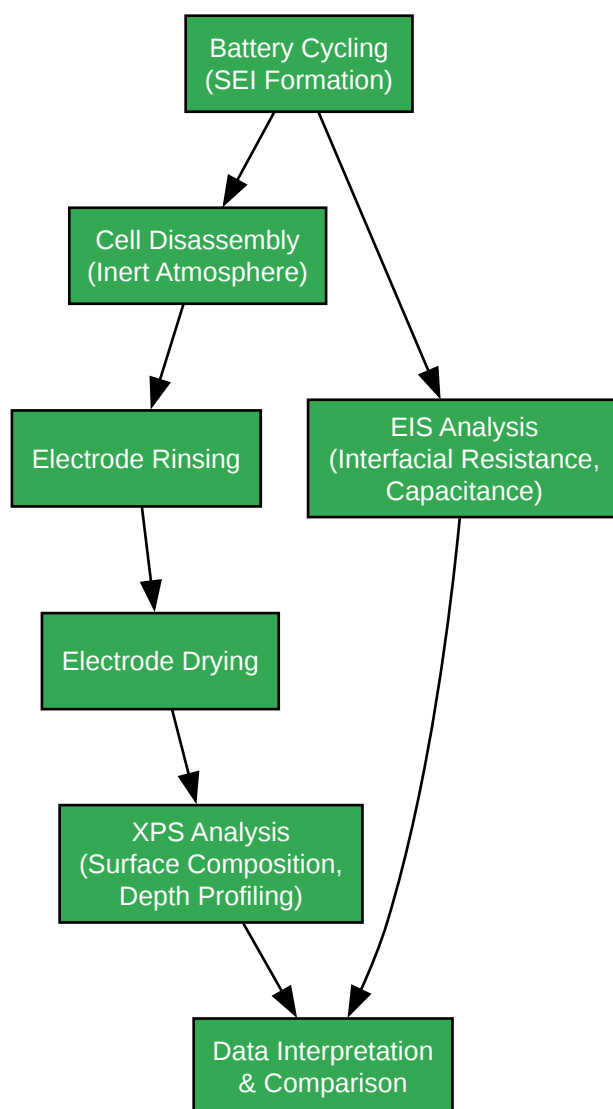 Battery Cycling
(SEI Formation)
Cell Disassembly
(Inert Atmosphere)
Electrode Rinsing
EIS Analysis
(Interfacial Resistance,
Capacitance)
Electrode Drying
XPS Analysis
(Surface Composition,
Depth Profiling)
Data Interpretation
& Comparison